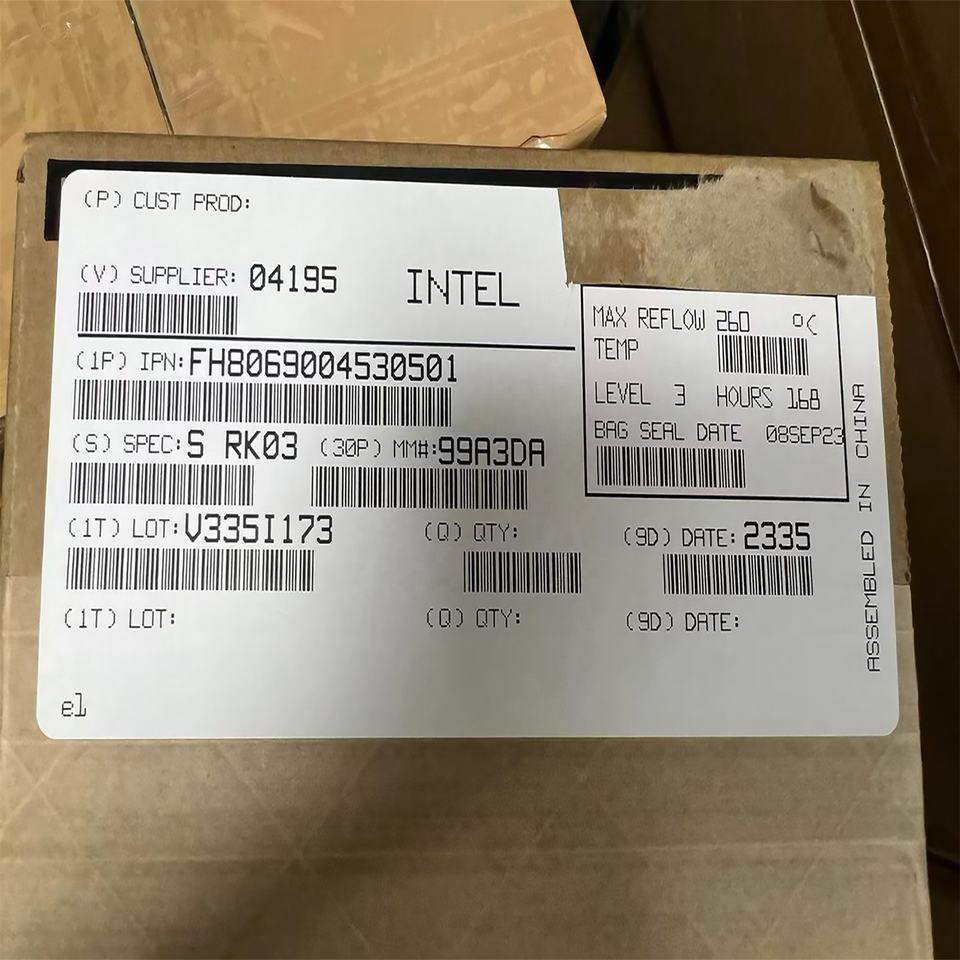 (P) CUST PROD:
(V) SUPPLIER: 04195 INTEL
MAX REFLOW 260 °C
TEMP
(1P) IPN:FH8069004530501
LEVEL 3 HOURS 168
(S) SPEC:S RK03 (30P) MM#:99A3DA
BAG SEAL DATE 08SEP23
(1T) LOT:V335I173 (Q) QTY: (9D) DATE:2335
(1T) LOT: (Q) QTY: (9D) DATE:
el
ASSEMBLED IN CHINA